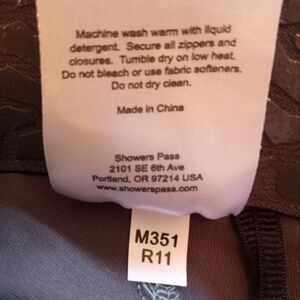 Machine wash warm with liquid
detergent. Secure all zippers and
closures. Tumble dry on low heat.
Do not bleach or use fabric softeners.
Do not dry clean.
Made in China
Showers Pass
2101 SE 6th Ave
Portland, OR 97214 USA
www.showerspass.com
M351
R11